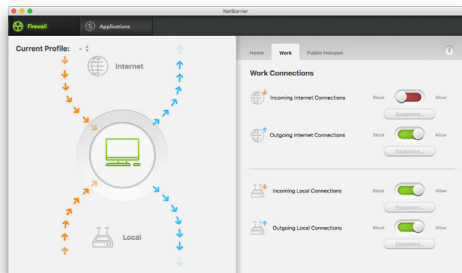 NetBarrier
Firewall
Applications
Current Profile:
Internet
Local
Home
Work
Public Hotspot
Work Connections
Incoming Internet Connections
Block
Allow
Exceptions...
Outgoing Internet Connections
Block
Allow
Exceptions...
Incoming Local Connections
Block
Allow
Exceptions...
Outgoing Local Connections
Block
Allow
Exceptions...